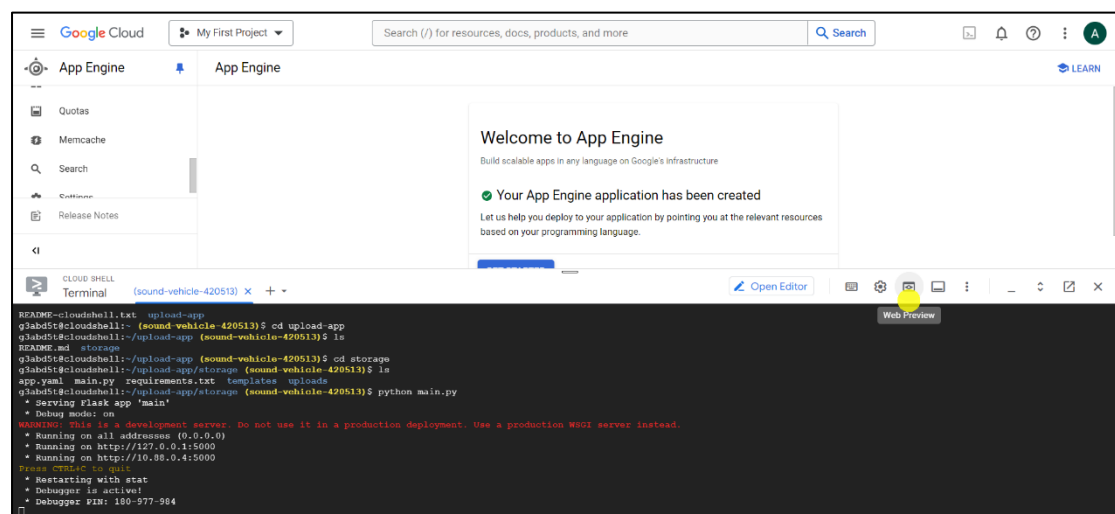 Google Cloud
My First Project
Search (/) for resources, docs, products, and more
Search
A
App Engine
App Engine
LEARN
Quotas
Memcache
Search
Settings
Release Notes
Welcome to App Engine
Build scalable apps in any language on Google's infrastructure
Your App Engine application has been created
Let us help you deploy to your application by pointing you at the relevant resources
based on your programming language.
CLOUD SHELL
Terminal
(sound-vehicle-420513) × + 
Open Editor
Web Preview
README-cloudshell.txt upload-app
g3abd5t@cloudshell:~ (sound-vehicle-420513)$ cd upload-app
g3abd5t@cloudshell:~/upload-app (sound-vehicle-420513)$ ls
README.md storage
g3abd5t@cloudshell:~/upload-app (sound-vehicle-420513)$ cd storage
g3abd5t@cloudshell:~/upload-app/storage (sound-vehicle-420513)$ ls
app.yaml main.py requirements.txt templates uploads
g3abd5t@cloudshell:~/upload-app/storage (sound-vehicle-420513)$ python main.py
* Serving Flask app 'main'
* Debug mode: on
WARNING: This is a development server. Do not use it in a production deployment. Use a production WSGI server instead.
* Running on all addresses (0.0.0.0)
* Running on http://127.0.0.1:5000
* Running on http://10.88.0.4:5000
Press CTRL+C to quit
* Restarting with stat
* Debugger is active!
* Debugger PIN: 180-977-984